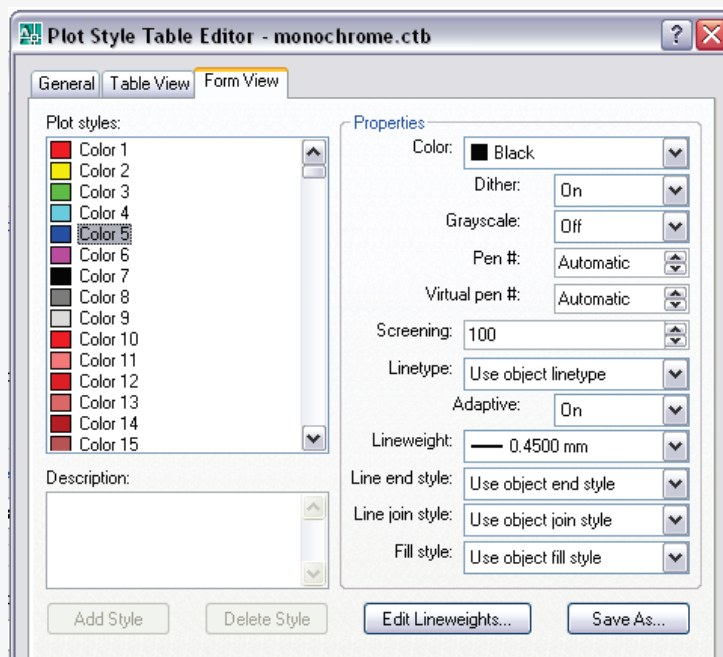 Plot Style Table Editor - monochrome.ctb
General Table View Form View
Plot styles:
Color 1
Color 2
Color 3
Color 4
Color 5
Color 6
Color 7
Color 8
Color 9
Color 10
Color 11
Color 12
Color 13
Color 14
Color 15
Description:
Add Style Delete Style
Properties
Color: Black
Dither: On
Grayscale: Off
Pen #: Automatic
Virtual pen #: Automatic
Screening: 100
Linetype: Use object linetype
Adaptive: On
Lineweight: 0.4500 mm
Line end style: Use object end style
Line join style: Use object join style
Fill style: Use object fill style
Edit Lineweights... Save As...